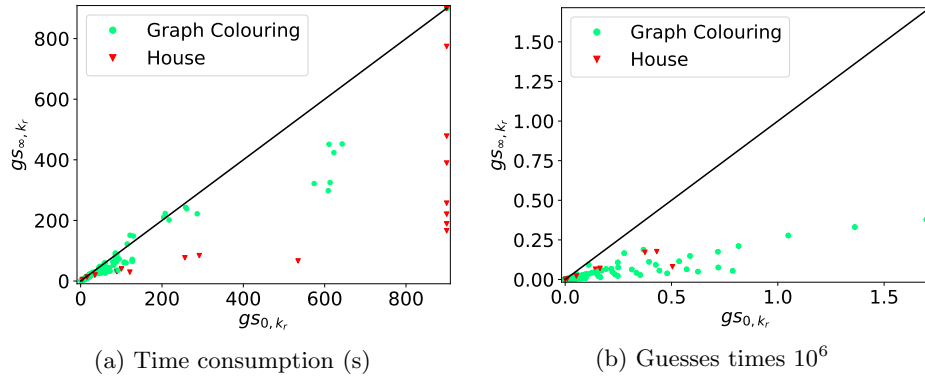 800
600
400
200
0
gs∞, kr
Graph Colouring
House
0 200 400 600 800
gs0, kr
(a) Time consumption (s)
1.50
1.25
1.00
0.75
0.50
0.25
0.00
gs∞, kr
Graph Colouring
House
0.0 0.5 1.0 1.5
gs0, kr
(b) Guesses times 10⁶